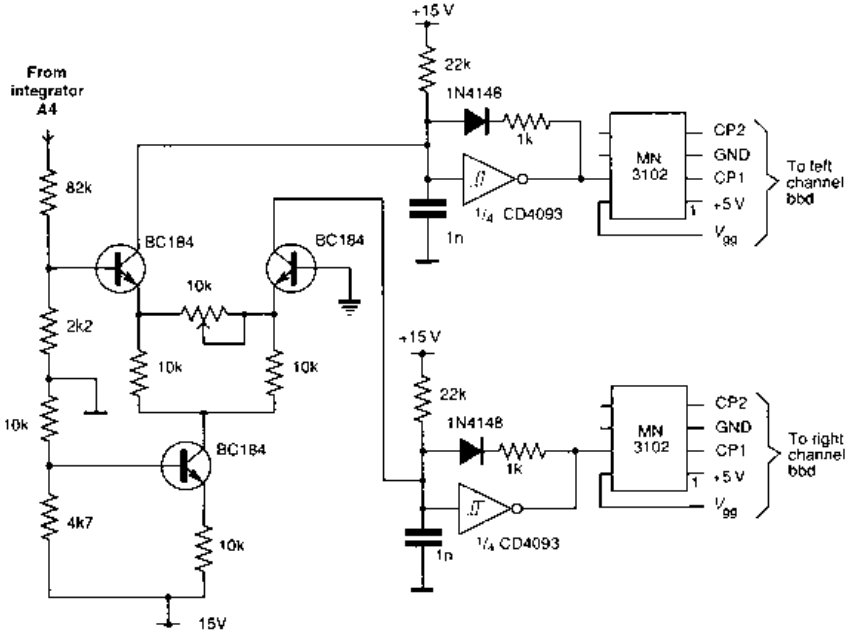 +15 V
22k
From
integrator
A4
1N4148
1k
MN
3102
CP2
GND
CP1
+5 V
1
Vgg
To left
channel
bbd
82k
1/4 CD4093
1n
BC184
BC184
10k
2k2
10k
10k
+15 V
22k
1N4148
1k
MN
3102
CP2
GND
CP1
+5 V
1
Vgg
To right
channel
bbd
10k
BC184
4k7
10k
1/4 CD4093
1n
15V